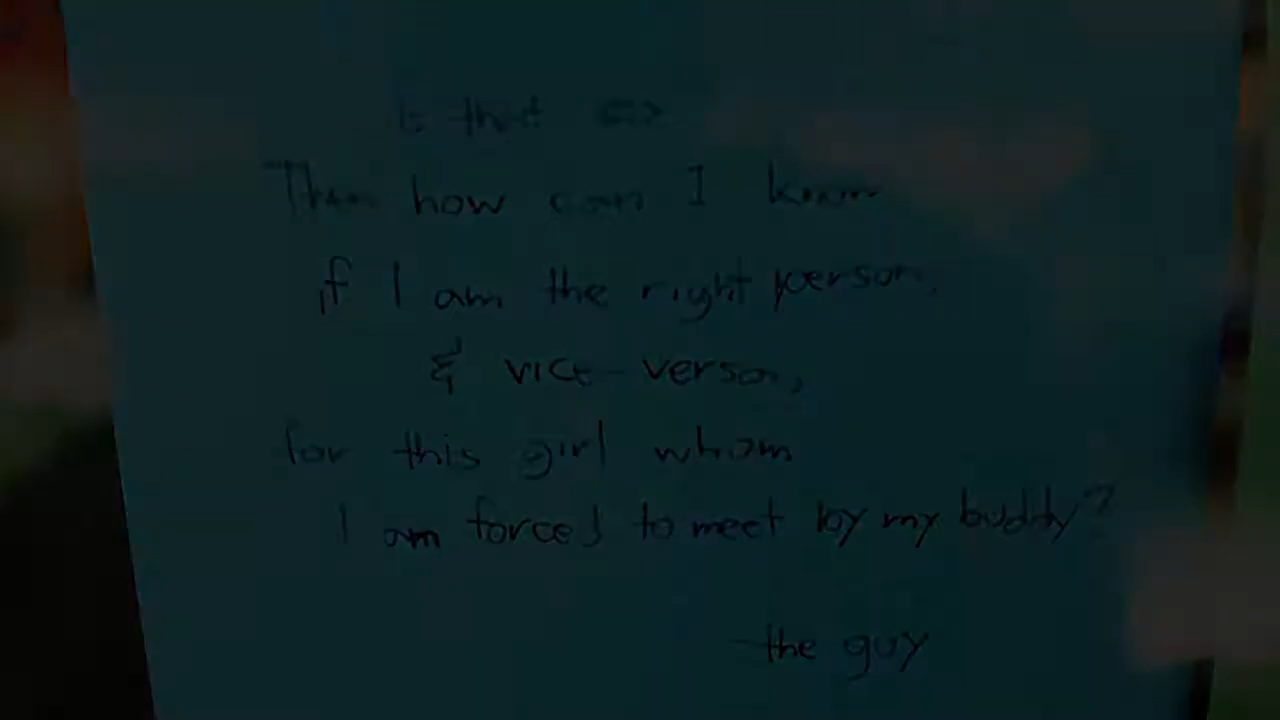 Is that so
Then how can I know
if I am the right person,
& vice-versa,
for this girl whom
I am forced to meet by my buddy?
the guy